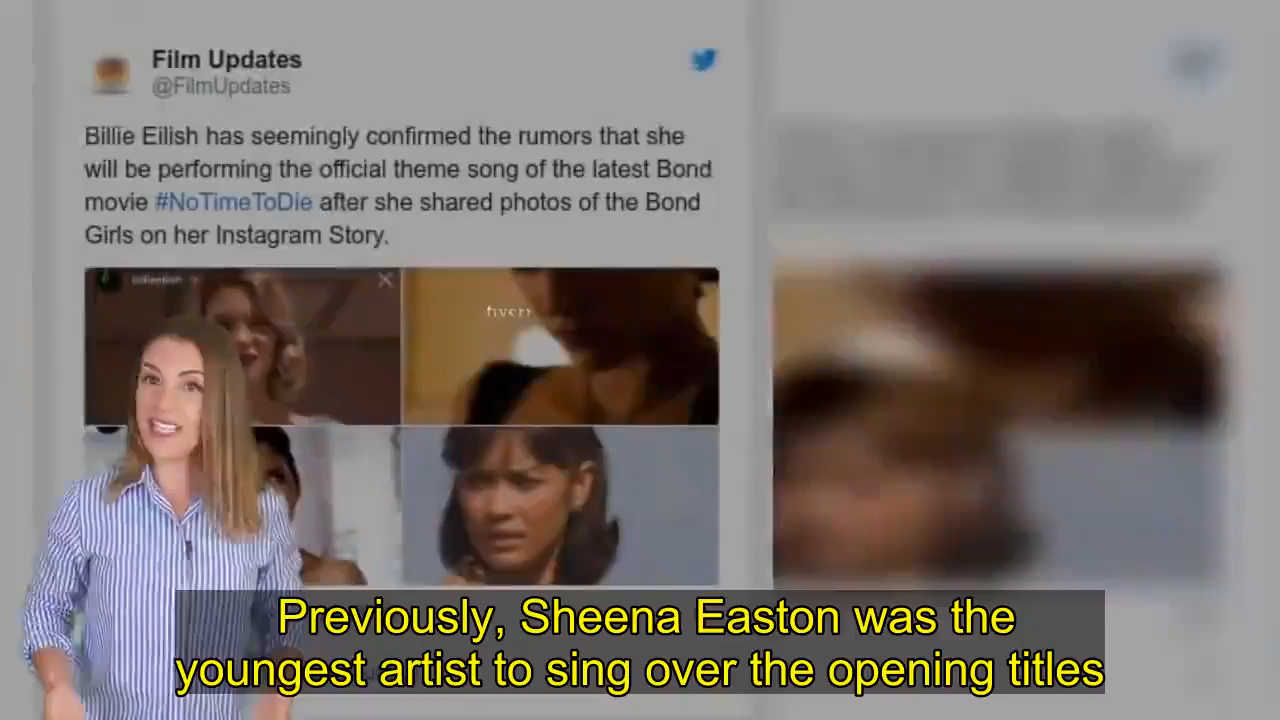 Film Updates
@FilmUpdates
Billie Eilish has seemingly confirmed the rumors that she
will be performing the official theme song of the latest Bond
movie #NoTimeToDie after she shared photos of the Bond
Girls on her Instagram Story.
billieeilish
fiverr
Previously, Sheena Easton was the
youngest artist to sing over the opening titles